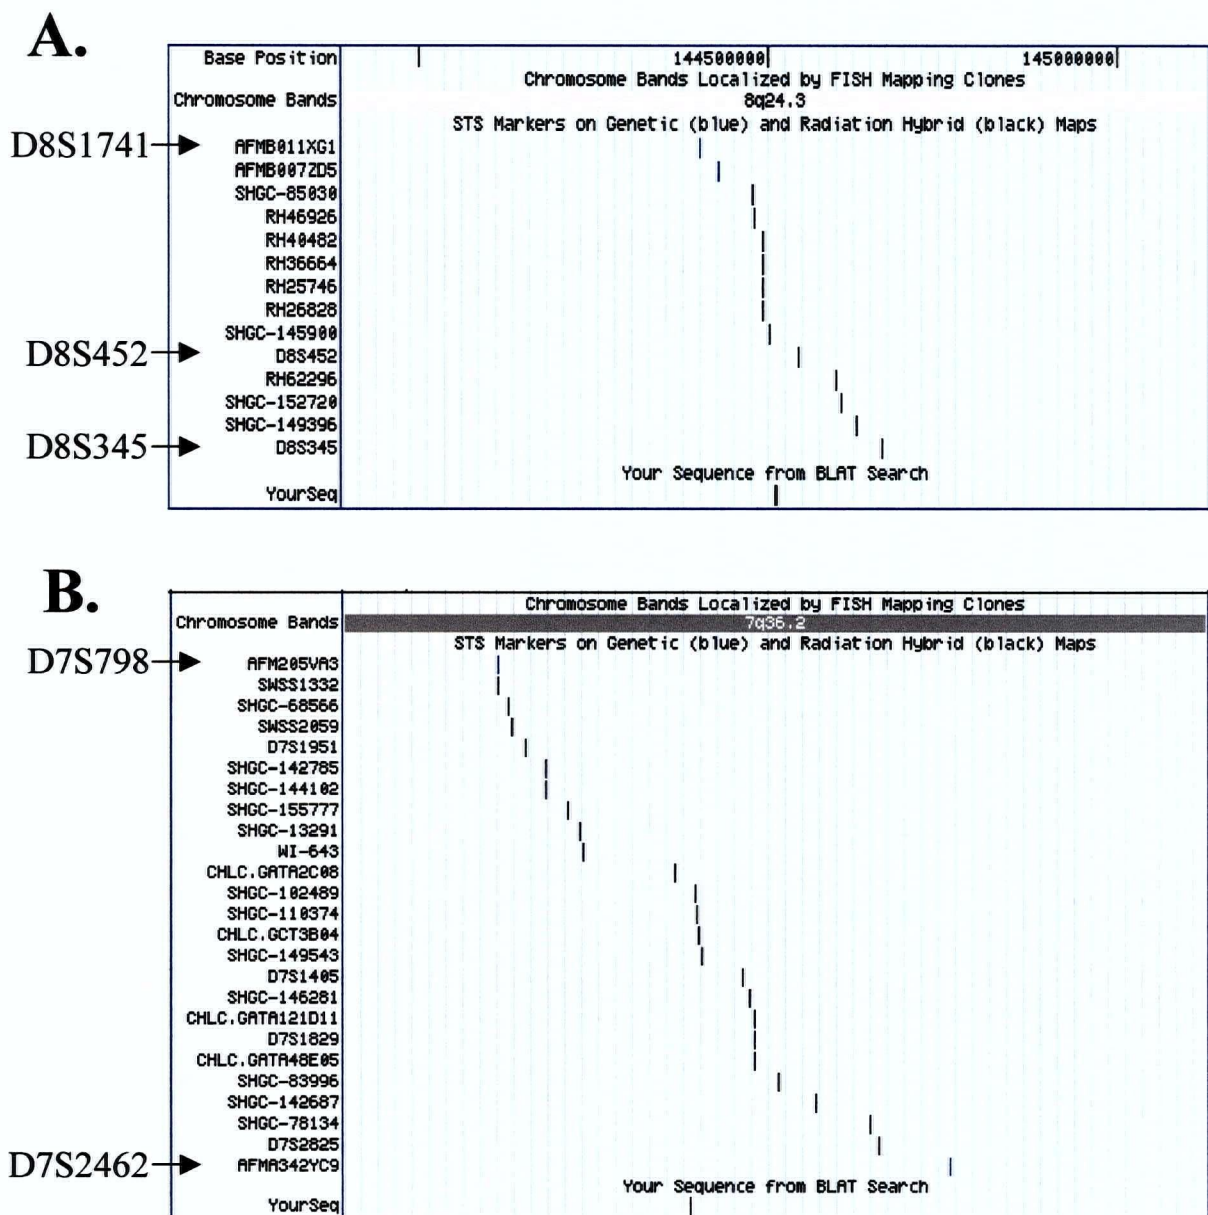 A.
Base Position 144500000| 145000000|
Chromosome Bands Localized by FISH Mapping Clones
Chromosome Bands 8q24.3
STS Markers on Genetic (blue) and Radiation Hybrid (black) Maps
D8S1741 AFMB011XG1
AFMB007ZD5
SHGC-85030
RH46926
RH40482
RH36664
RH25746
RH26828
SHGC-145900
D8S452 D8S452
RH62296
SHGC-152720
SHGC-149396
D8S345 D8S345
Your Sequence from BLAT Search
YourSeq
B.
Chromosome Bands Localized by FISH Mapping Clones
Chromosome Bands 7q36.2
STS Markers on Genetic (blue) and Radiation Hybrid (black) Maps
D7S798 AFM205VA3
SWSS1332
SHGC-68566
SWSS2059
D7S1951
SHGC-142785
SHGC-144102
SHGC-155777
SHGC-13291
WI-643
CHLC.GATA2C08
SHGC-102489
SHGC-110374
CHLC.GCT3B04
SHGC-149543
D7S1405
SHGC-146281
CHLC.GATA121D11
D7S1829
CHLC.GATA48E05
SHGC-83996
SHGC-142687
SHGC-78134
D7S2825
D7S2462 AFMA342YC9
Your Sequence from BLAT Search
YourSeq